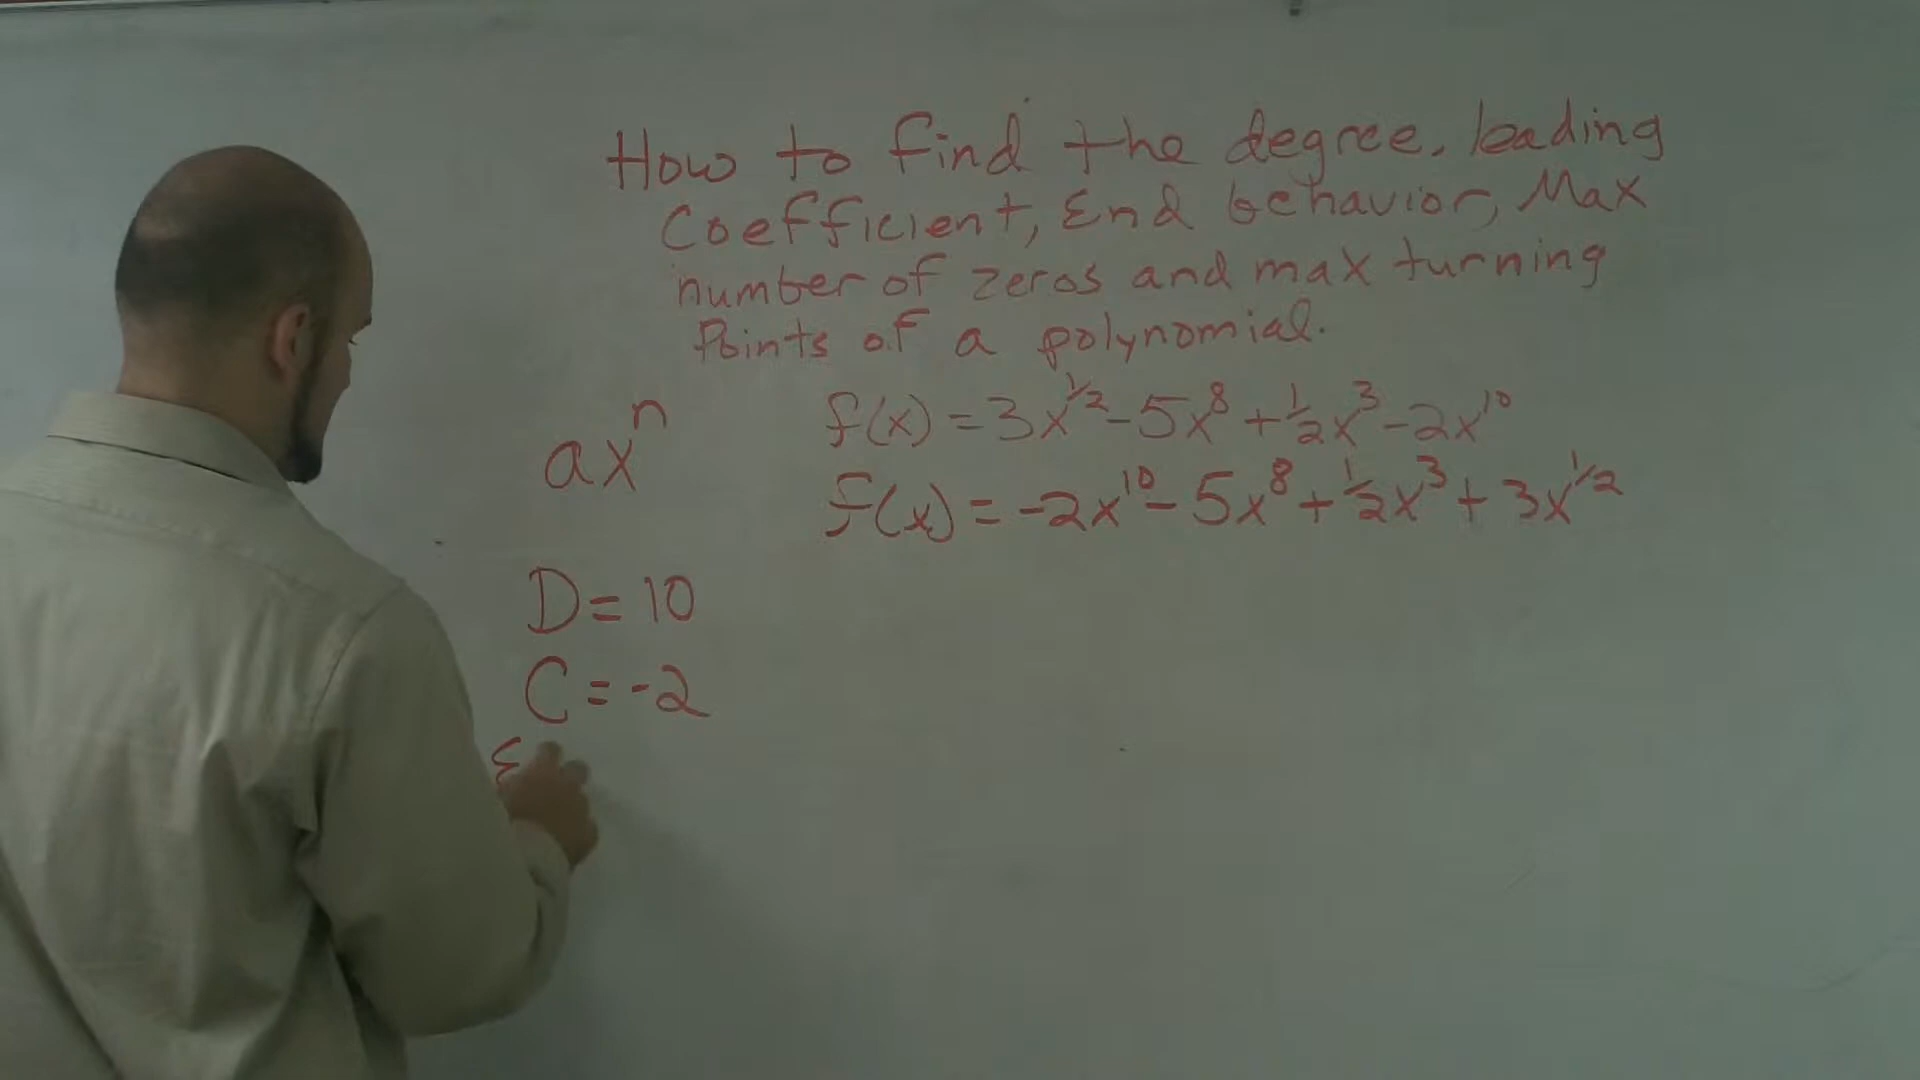 How to find the degree, leading
Coefficient, End behavior, Max
number of zeros and max turning
Points of a polynomial.
axⁿ
f(x) = 3x^1/2 - 5x^8 + 1/2x^3 - 2x^10
f(x) = -2x^10 - 5x^8 + 1/2x^3 + 3x^1/2
D = 10
C = -2
E